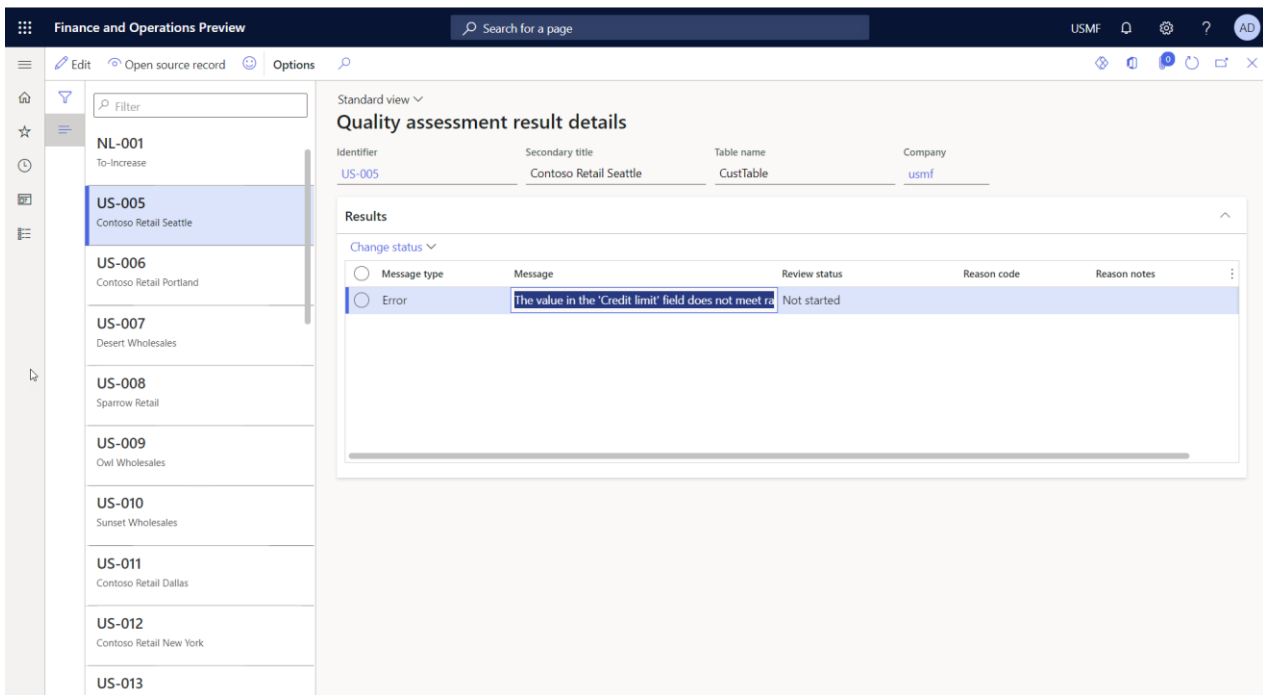 Finance and Operations Preview
Search for a page
USMF
AD
Edit
Open source record
Options
0
Filter
NL-001
To-Increase
US-005
Contoso Retail Seattle
US-006
Contoso Retail Portland
US-007
Desert Wholesales
US-008
Sparrow Retail
US-009
Owl Wholesales
US-010
Sunset Wholesales
US-011
Contoso Retail Dallas
US-012
Contoso Retail New York
US-013
Standard view
Quality assessment result details
Identifier Secondary title Table name Company
US-005 Contoso Retail Seattle CustTable usmf
Results
Change status
Message type Message Review status Reason code Reason notes
Error The value in the 'Credit limit' field does not meet ra Not started